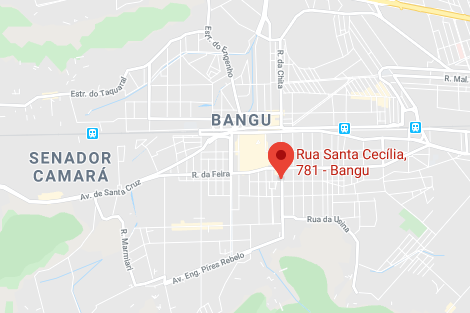 Estr. do Engenho
R. da Chita
R. Mal.
Estr. do Taquaral
BANGU
SENADOR
CAMARÁ
Rua Santa Cecília,
781 - Bangu
R. da Feira
Av. de Santa Cruz
Rua da Usina
R. Marmiari
Av. Eng. Pires Rebelo